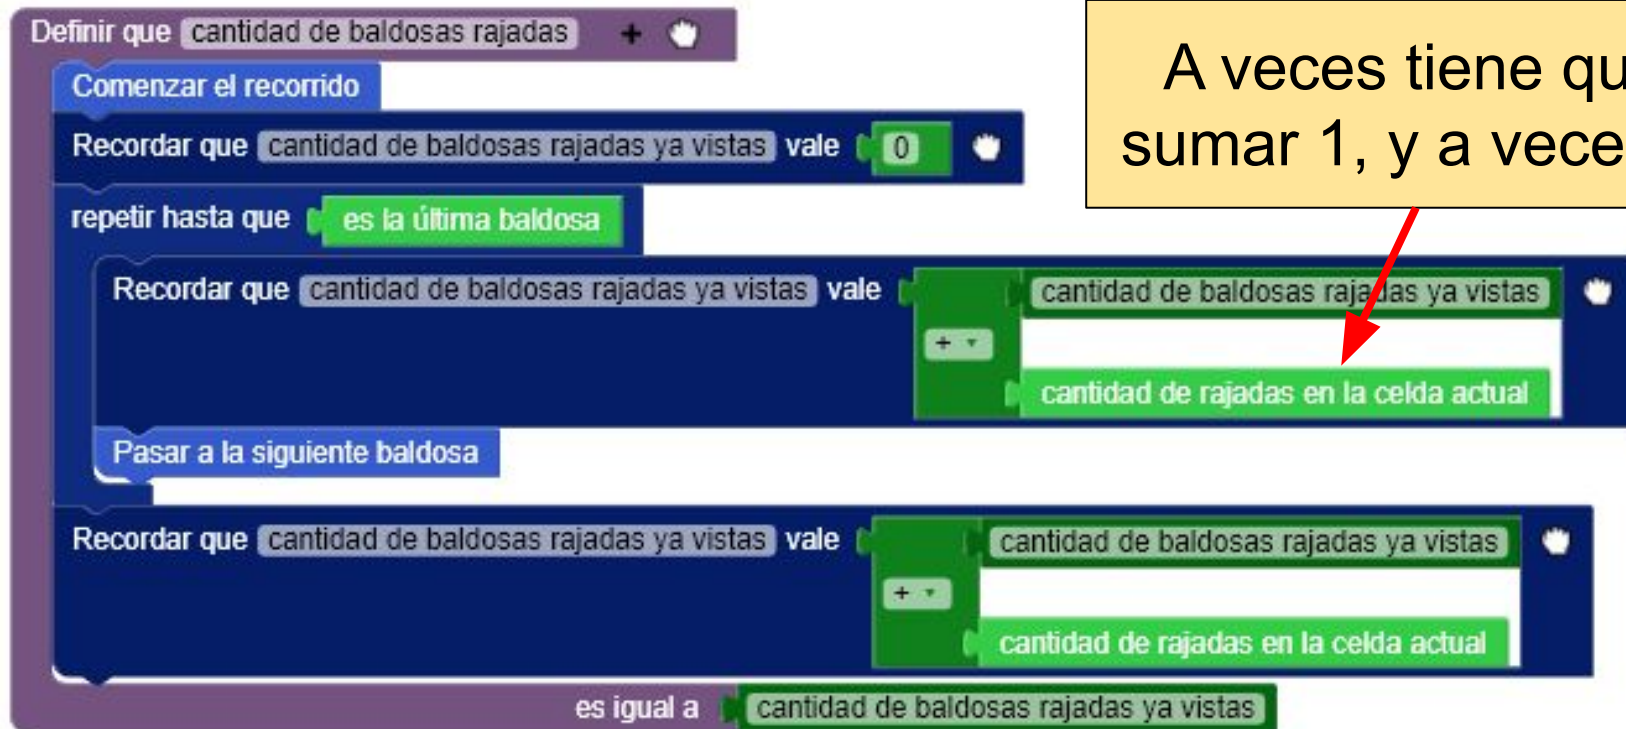 Definir que cantidad de baldosas rajadas +
Comenzar el recorrido
Recordar que cantidad de baldosas rajadas ya vistas vale 0
repetir hasta que es la última baldosa
Recordar que cantidad de baldosas rajadas ya vistas vale cantidad de baldosas rajadas ya vistas
+
cantidad de rajadas en la celda actual
Pasar a la siguiente baldosa
Recordar que cantidad de baldosas rajadas ya vistas vale cantidad de baldosas rajadas ya vistas
+
cantidad de rajadas en la celda actual
es igual a cantidad de baldosas rajadas ya vistas
A veces tiene qu
sumar 1, y a vece